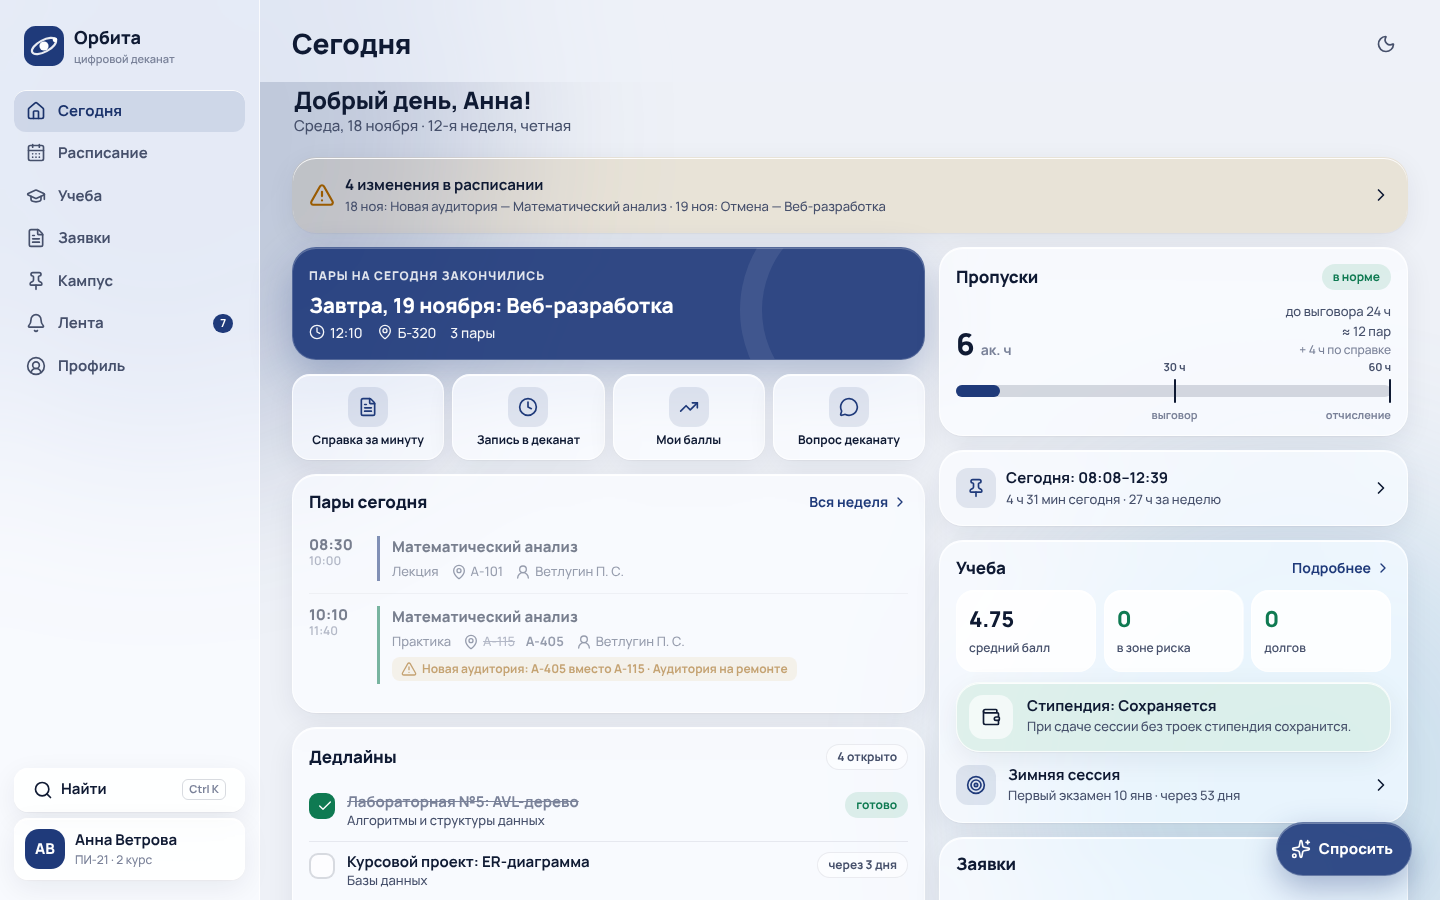 Орбита
цифровой деканат
Сегодня
Расписание
Учеба
Заявки
Кампус
Лента
7
Профиль
Найти
Ctrl K
АВ
Анна Ветрова
ПИ-21 · 2 курс
Сегодня
Добрый день, Анна!
Среда, 18 ноября · 12-я неделя, четная
4 изменения в расписании
18 ноя: Новая аудитория — Математический анализ · 19 ноя: Отмена — Веб-разработка
ПАРЫ НА СЕГОДНЯ ЗАКОНЧИЛИСЬ
Завтра, 19 ноября: Веб-разработка
12:10 Б-320 3 пары
Справка за минуту
Запись в деканат
Мои баллы
Вопрос деканату
Пары сегодня
Вся неделя
08:30
10:00
Математический анализ
Лекция А-101 Ветлугин П. С.
10:10
11:40
Математический анализ
Практика А-115 А-405 Ветлугин П. С.
Новая аудитория: А-405 вместо А-115 · Аудитория на ремонте
Дедлайны
4 открыто
Лабораторная №5: AVL-дерево
Алгоритмы и структуры данных
готово
Курсовой проект: ER-диаграмма
Базы данных
через 3 дня
Пропуски
в норме
6 ак. ч
до выговора 24 ч
≈ 12 пар
+ 4 ч по справке
30 ч
60 ч
выговор
отчисление
Сегодня: 08:08–12:39
4 ч 31 мин сегодня · 27 ч за неделю
Учеба
Подробнее
4.75
средний балл
0
в зоне риска
0
долгов
Стипендия: Сохраняется
При сдаче сессии без троек стипендия сохранится.
Зимняя сессия
Первый экзамен 10 янв · через 53 дня
Заявки
Спросить